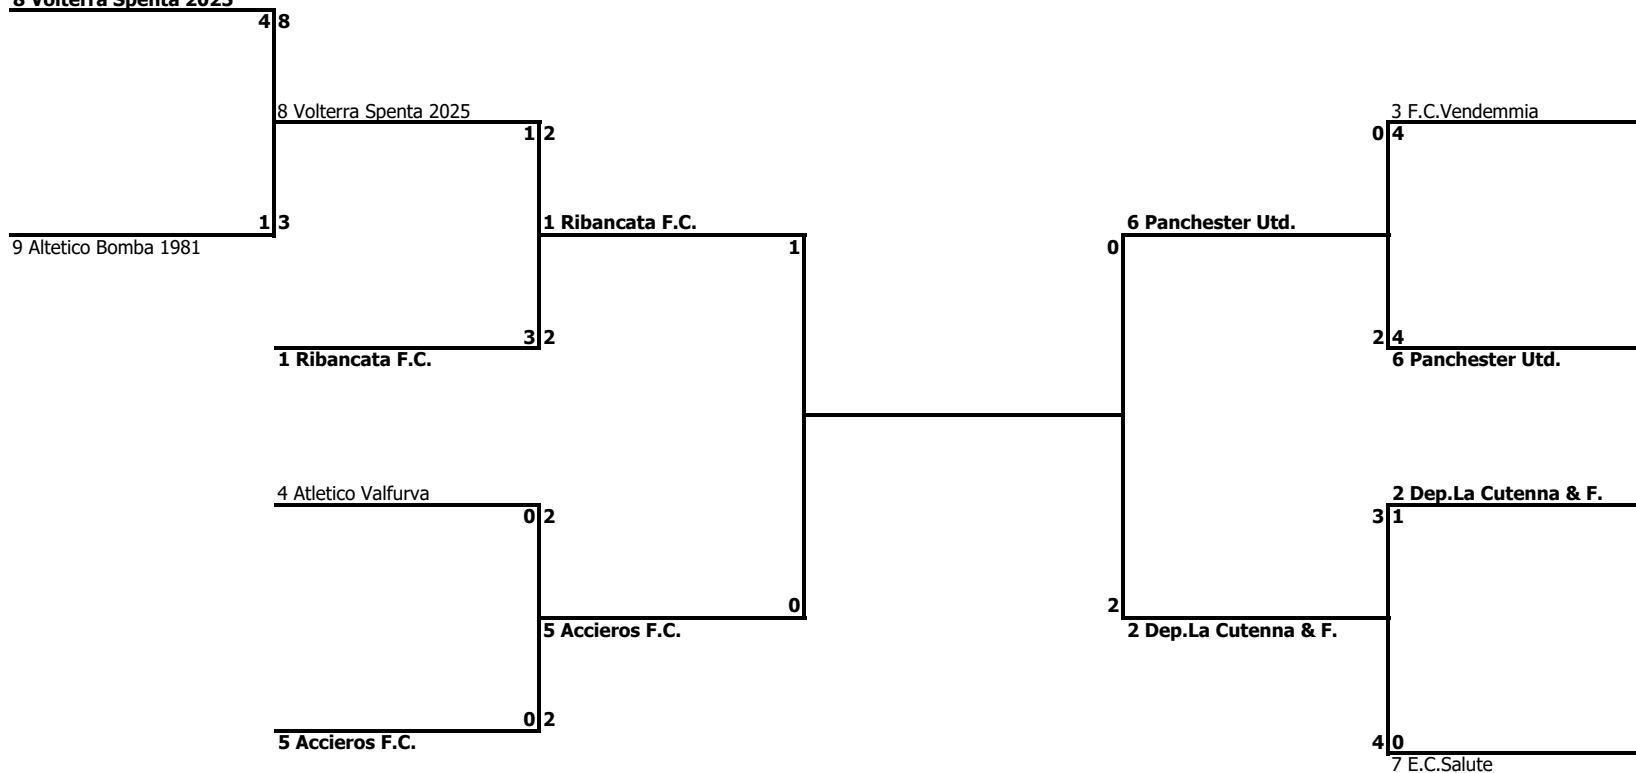 8 Volterra Spenta 2025
4 8
8 Volterra Spenta 2025
3 F.C.Vendemmia
1 2
0 4
1 3
1 Ribancata F.C.
6 Panchester Utd.
9 Altetico Bomba 1981
1
0
3 2
2 4
1 Ribancata F.C.
6 Panchester Utd.
4 Atletico Valfurva
2 Dep.La Cutenna & F.
0 2
3 1
0
2
5 Accieros F.C.
2 Dep.La Cutenna & F.
0 2
5 Accieros F.C.
4 0
7 E.C.Salute